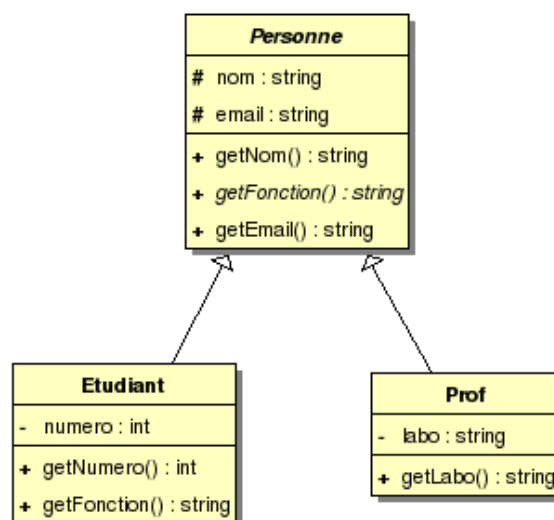 Personne
# nom : string
# email : string
+ getNom() : string
+ getFonction() : string
+ getEmail() : string
Etudiant
- numero : int
+ getNumero() : int
+ getFonction() : string
Prof
- labo : string
+ getLabo() : string